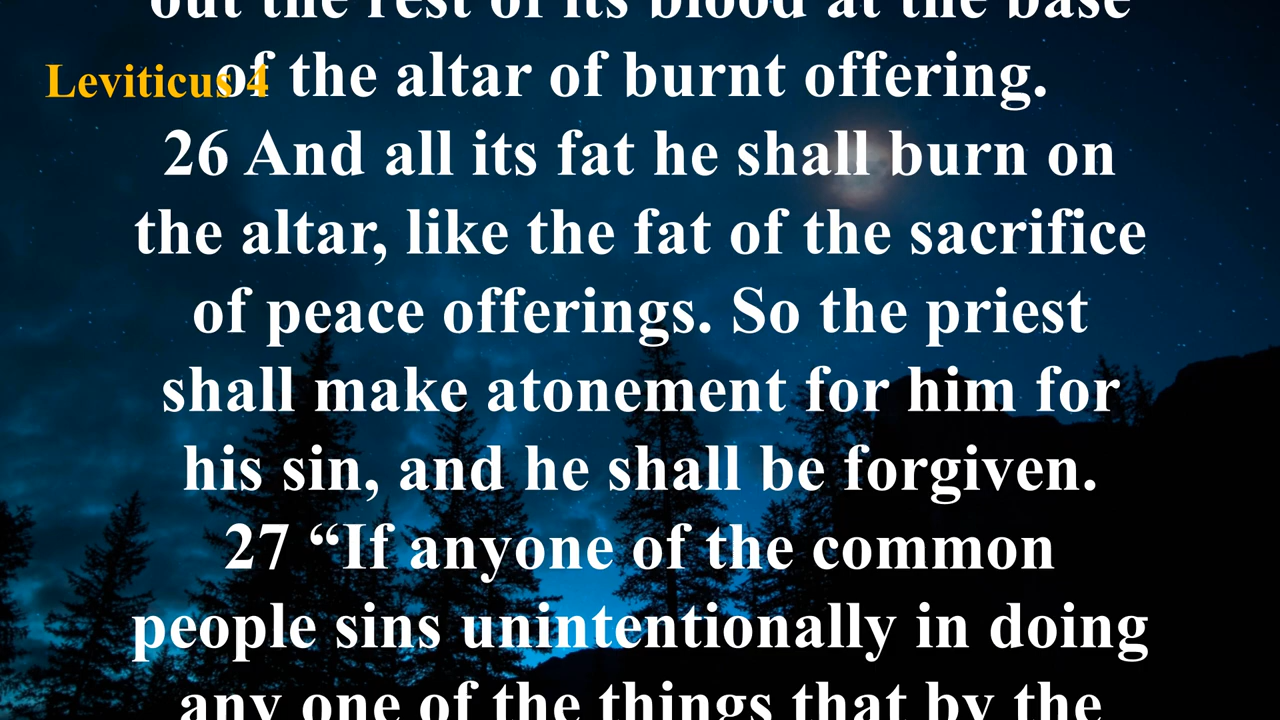 out the rest of its blood at the base
Leviticus 4
of the altar of burnt offering.
26 And all its fat he shall burn on
the altar, like the fat of the sacrifice
of peace offerings. So the priest
shall make atonement for him for
his sin, and he shall be forgiven.
27 “If anyone of the common
people sins unintentionally in doing
any one of the things that by the